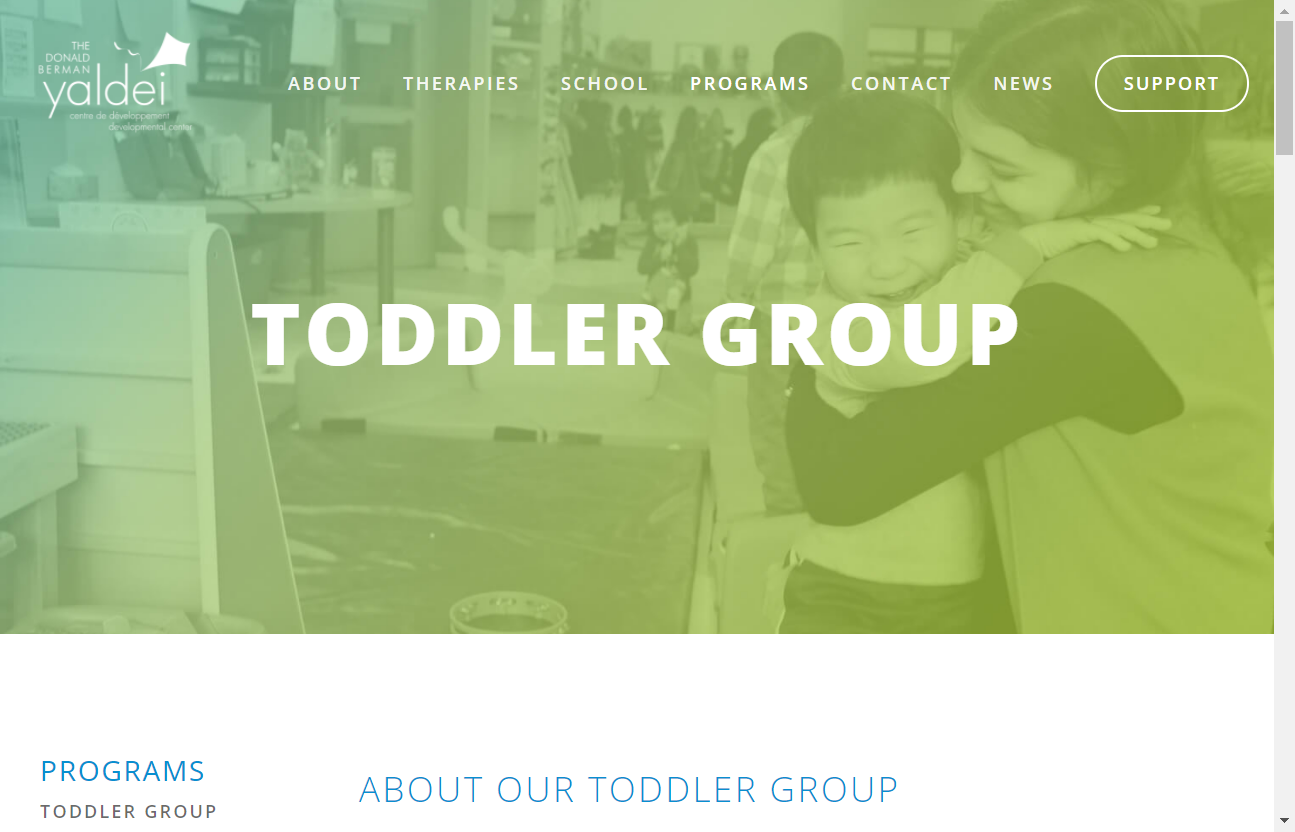 THE
DONALD
BERMAN
yaldei
centre de développement
developmental center
ABOUT THERAPIES SCHOOL PROGRAMS CONTACT NEWS SUPPORT
TODDLER GROUP
PROGRAMS
TODDLER GROUP
ABOUT OUR TODDLER GROUP